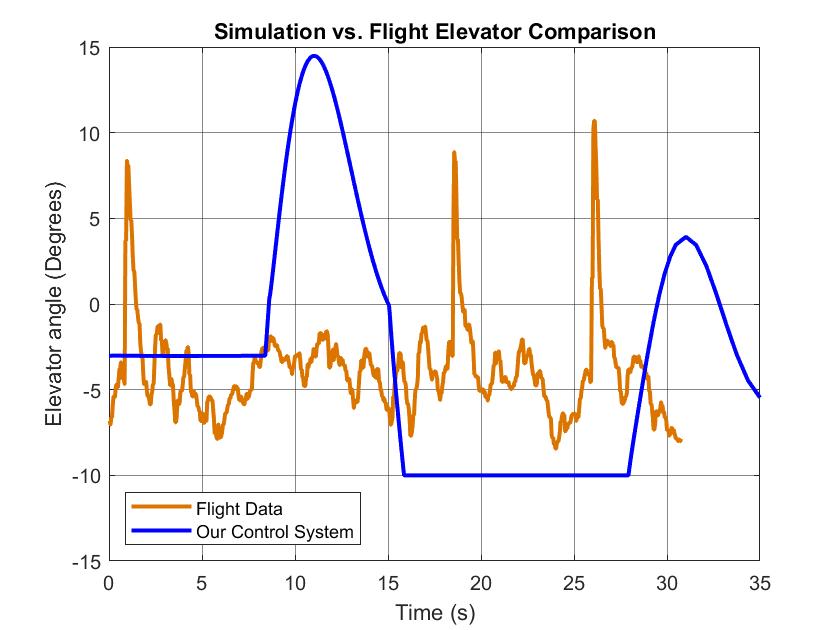 Simulation vs. Flight Elevator Comparison
15
10
5
0
-5
-10
-15
Elevator angle (Degrees)
Flight Data
Our Control System
0 5 10 15 20 25 30 35
Time (s)